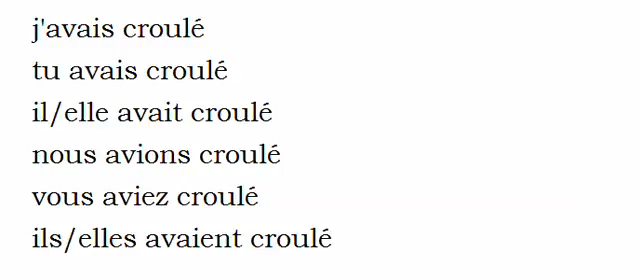 j'avais croulé
tu avais croulé
il/elle avait croulé
nous avions croulé
vous aviez croulé
ils/elles avaient croulé